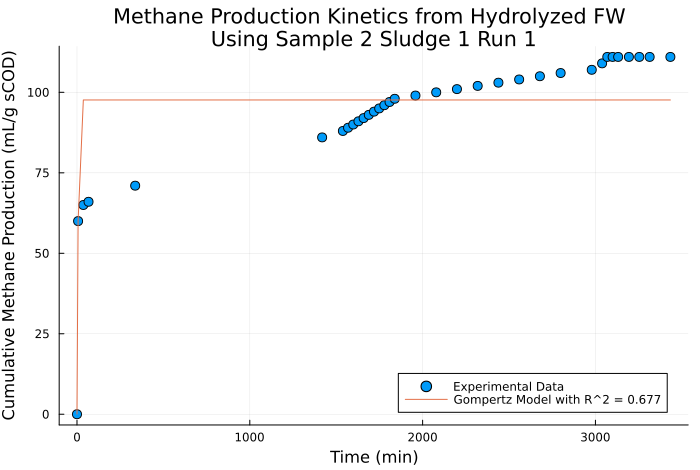 Methane Production Kinetics from Hydrolyzed FW
Using Sample 2 Sludge 1 Run 1
Cumulative Methane Production (mL/g sCOD)
100
75
50
25
0
0
1000
2000
3000
Time (min)
Experimental Data
Gompertz Model with R^2 = 0.677